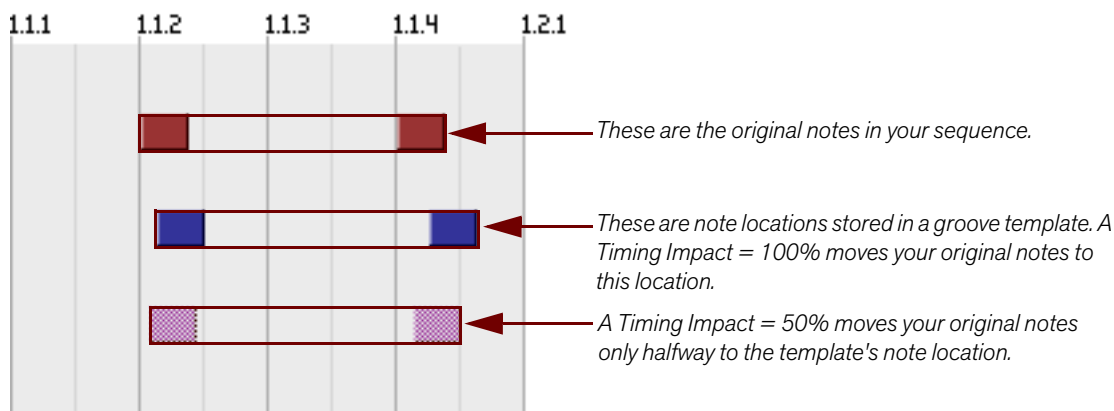 1.1.1 1.1.2 1.1.3 1.1.4 1.2.1
These are the original notes in your sequence.
These are note locations stored in a groove template. A
Timing Impact = 100% moves your original notes to
this location.
A Timing Impact = 50% moves your original notes
only halfway to the template's note location.